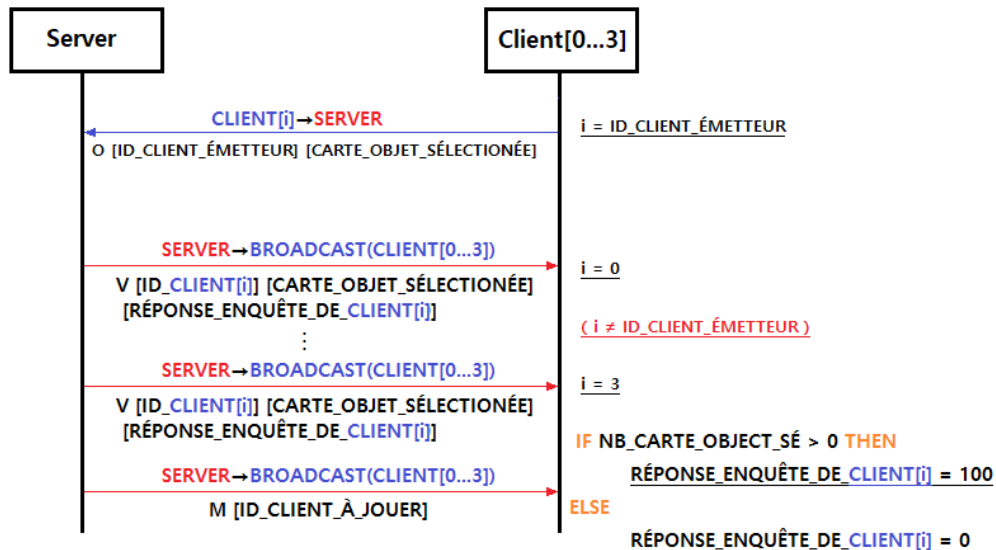 Server
Client[0...3]
CLIENT[i]→SERVER
i = ID_CLIENT_ÉMETTEUR
O [ID_CLIENT_ÉMETTEUR] [CARTE_OBJET_SÉLECTIONÉE]
SERVER→BROADCAST(CLIENT[0...3])
i = 0
V [ID_CLIENT[i]] [CARTE_OBJET_SÉLECTIONÉE]
[RÉPONSE_ENQUÊTE_DE_CLIENT[i]]
( i ≠ ID_CLIENT_ÉMETTEUR )
⋮
SERVER→BROADCAST(CLIENT[0...3])
i = 3
V [ID_CLIENT[i]] [CARTE_OBJET_SÉLECTIONÉE]
[RÉPONSE_ENQUÊTE_DE_CLIENT[i]]
IF NB_CARTE_OBJECT_SÉ > 0 THEN
SERVER→BROADCAST(CLIENT[0...3])
RÉPONSE_ENQUÊTE_DE_CLIENT[i] = 100
M [ID_CLIENT_À_JOUER]
ELSE
RÉPONSE_ENQUÊTE_DE_CLIENT[i] = 0